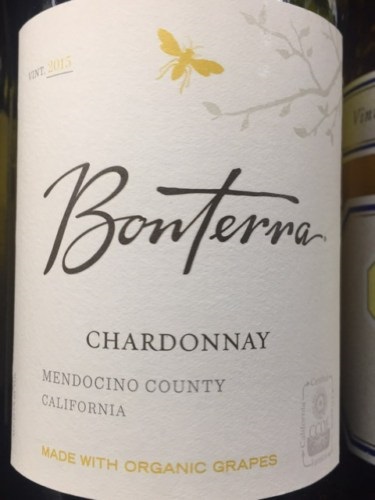 VINT. 2015
Bonterra
CHARDONNAY
MENDOCINO COUNTY
CALIFORNIA
MADE WITH ORGANIC GRAPES